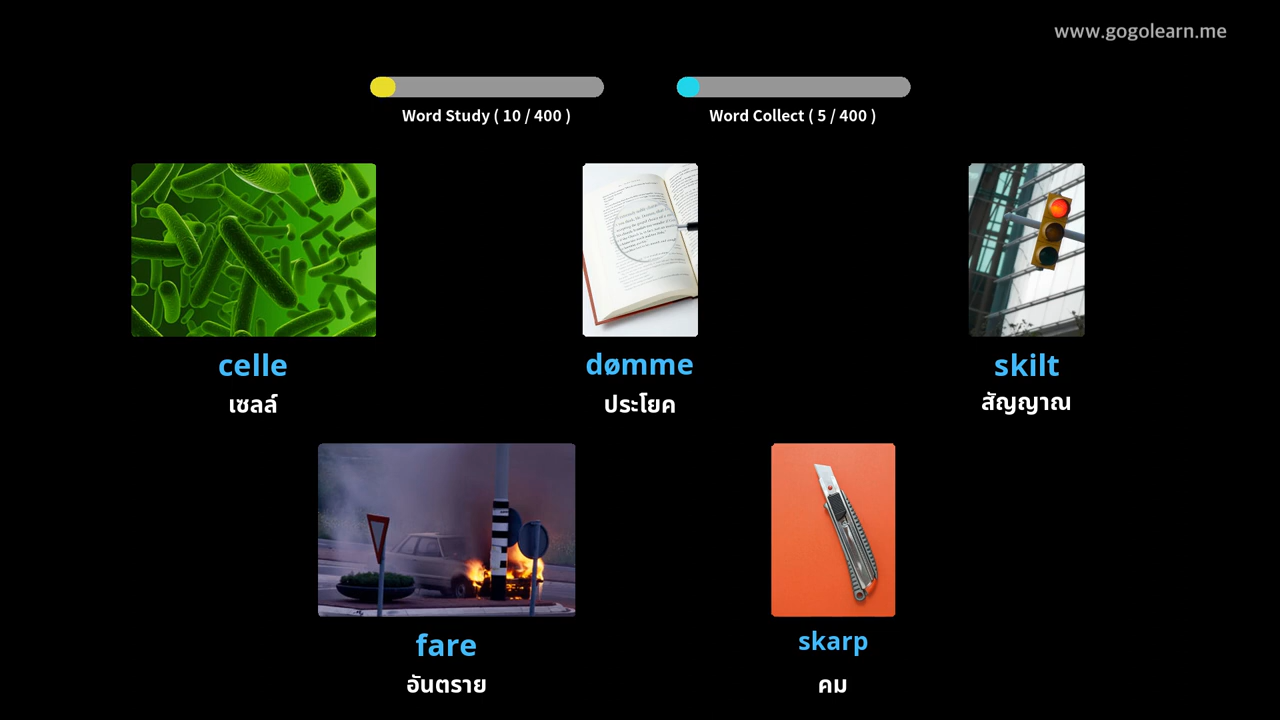 www.gogolearn.me
Word Study ( 10 / 400 )
Word Collect ( 5 / 400 )
celle
เซลล์
dømme
ประโยค
skilt
สัญญาณ
fare
อันตราย
skarp
คม